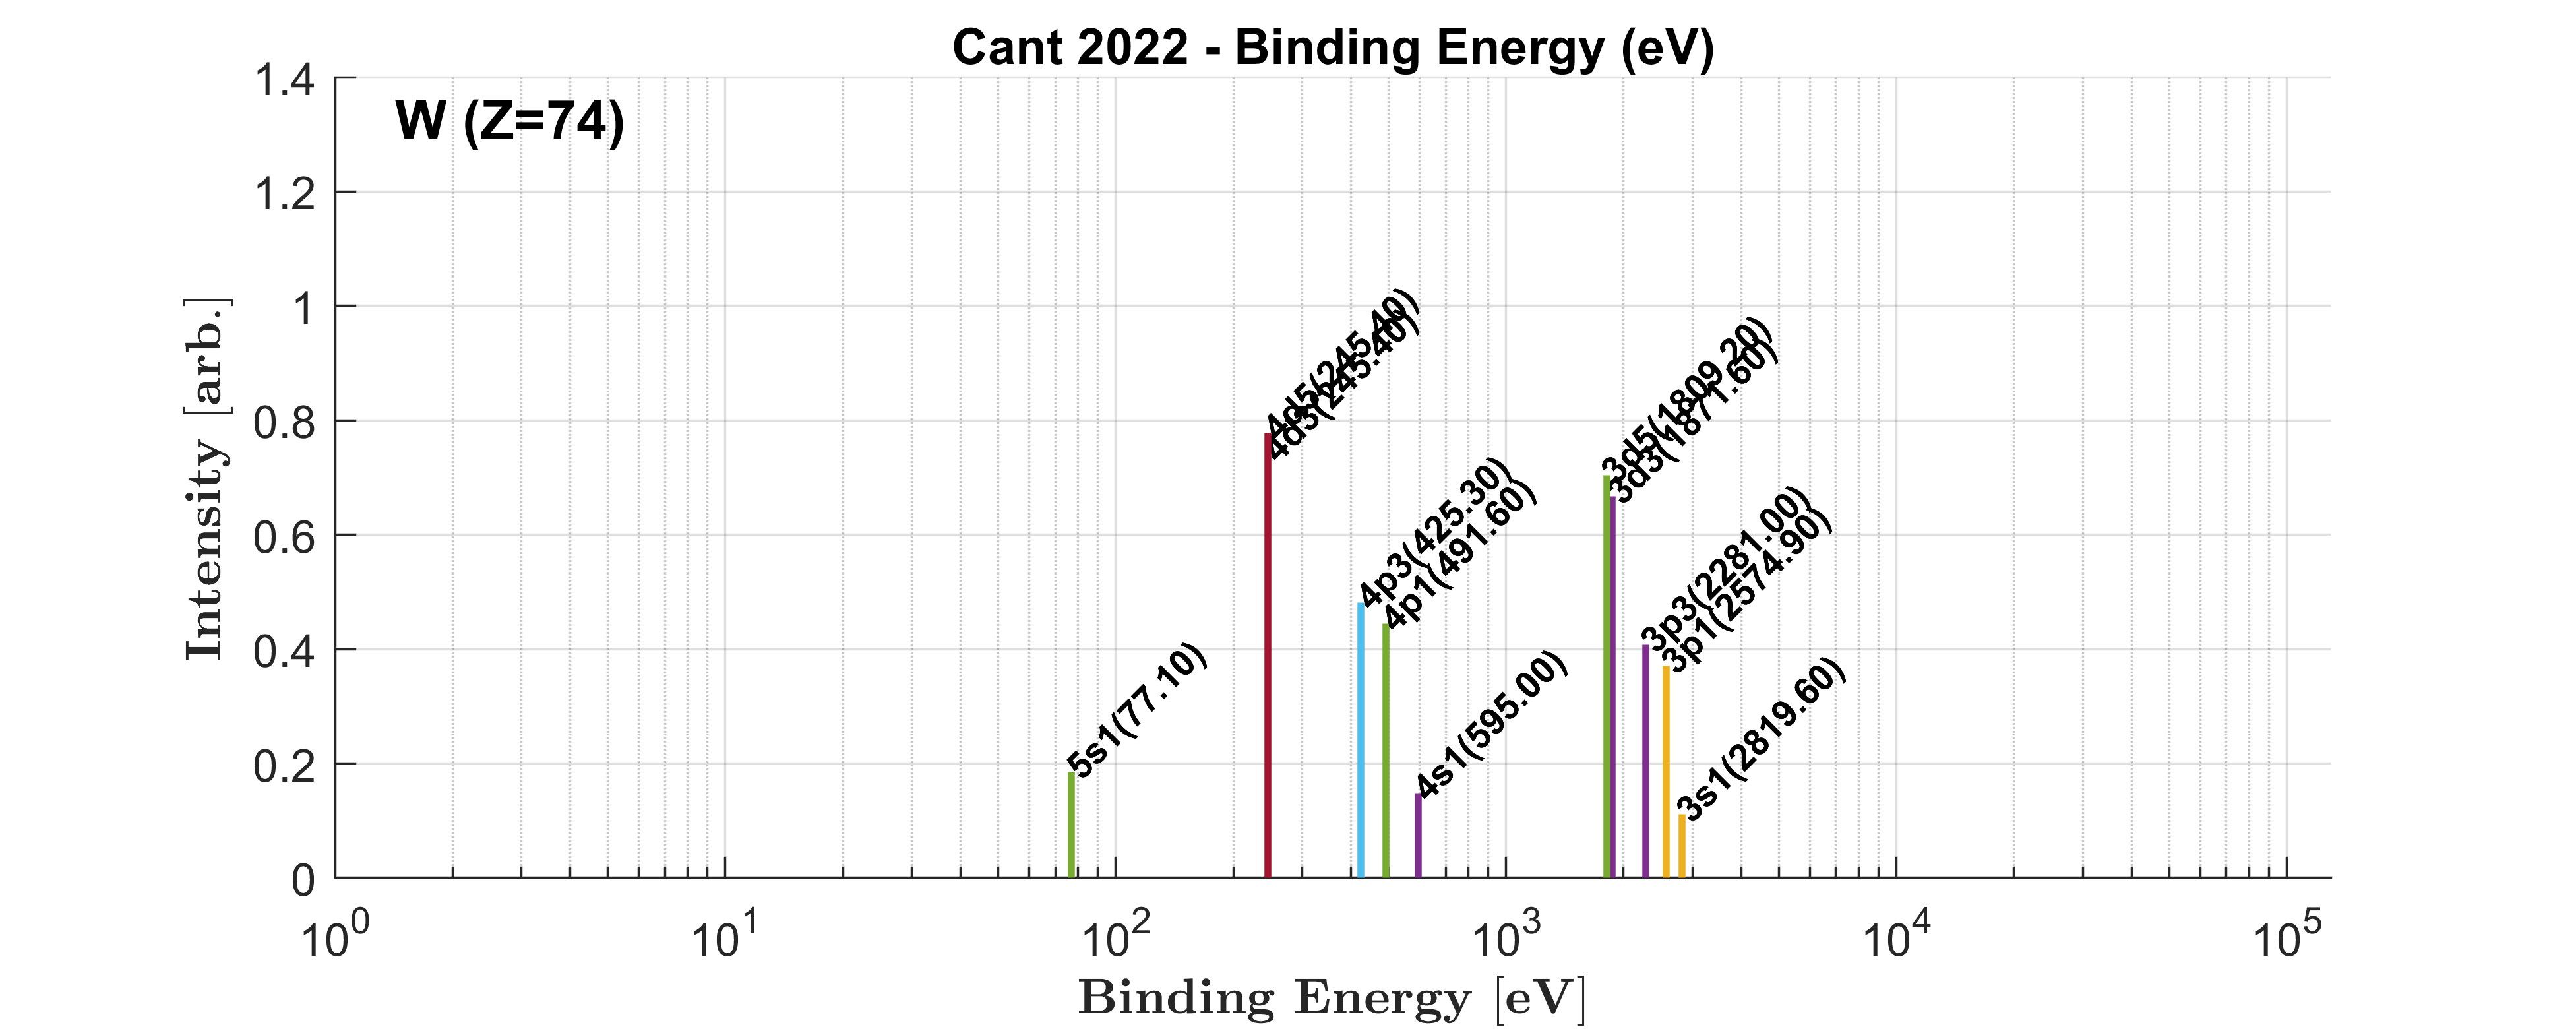 Cant 2022 - Binding Energy (eV)
W (Z=74)
1.4
1.2
1
0.8
0.6
0.4
0.2
0
Intensity [arb.]
5s1(77.10)
4d5(245.40)
4d3(245.40)
4p3(425.30)
4p1(491.60)
4s1(595.00)
3d5(1809.20)
3d3(1871.60)
3p3(2281.00)
3p1(2574.90)
3s1(2819.60)
10^0 10^1 10^2 10^3 10^4 10^5
Binding Energy [eV]